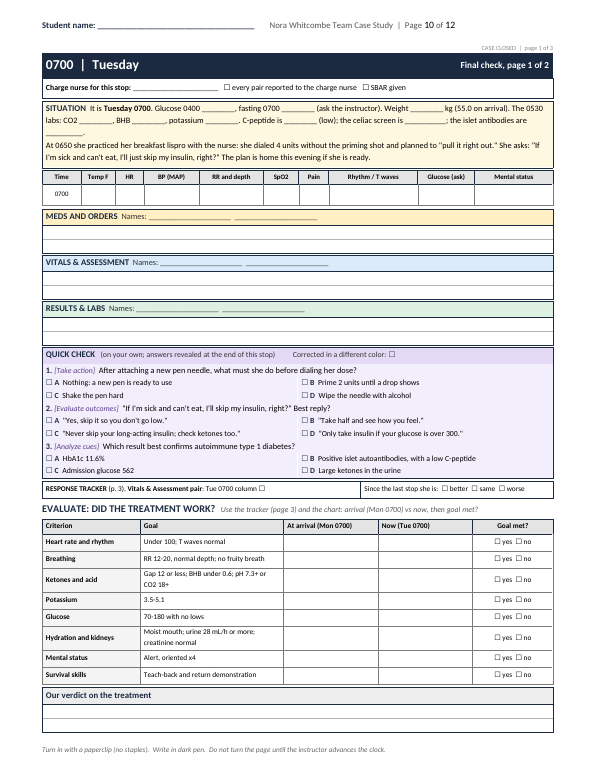 Student name: ____________________ Nora Whitcombe Team Case Study | Page 10 of 12
CASE CLOSED | page 1 of 3
0700 | Tuesday Final check, page 1 of 2
Charge nurse for this stop: ____________________ ☐ every pair reported to the charge nurse ☐ SBAR given
SITUATION It is Tuesday 0700. Glucose 0400 ________, fasting 0700 ________ (ask the instructor). Weight ________ kg (55.0 on arrival). The 0530
labs: CO2 ________, BHB ________, potassium ________. C-peptide is ________ (low); the celiac screen is __________; the islet antibodies are
_________.
At 0650 she practiced her breakfast lispro with the nurse: she dialed 4 units without the priming shot and planned to "pull it right out." She asks: "If
I'm sick and can't eat, I'll just skip my insulin, right?" The plan is home this evening if she is ready.
Time Temp F HR BP (MAP) RR and depth SpO2 Pain Rhythm / T waves Glucose (ask) Mental status
0700
MEDS AND ORDERS Names: ____________________ ____________________
VITALS & ASSESSMENT Names: ____________________ ____________________
RESULTS & LABS Names: ____________________ ____________________
QUICK CHECK (on your own; answers revealed at the end of this stop) Corrected in a different color: ☐
1. [Take action] After attaching a new pen needle, what must she do before dialing her dose?
☐ A Nothing: a new pen is ready to use ☐ B Prime 2 units until a drop shows
☐ C Shake the pen hard ☐ D Wipe the needle with alcohol
2. [Evaluate outcomes] "If I'm sick and can't eat, I'll skip my insulin, right?" Best reply?
☐ A "Yes, skip it so you don't go low." ☐ B "Take half and see how you feel."
☐ C "Never skip your long-acting insulin; check ketones too." ☐ D "Only take insulin if your glucose is over 300."
3. [Analyze cues] Which result best confirms autoimmune type 1 diabetes?
☐ A HbA1c 11.6% ☐ B Positive islet autoantibodies, with a low C-peptide
☐ C Admission glucose 562 ☐ D Large ketones in the urine
RESPONSE TRACKER (p. 3), Vitals & Assessment pair: Tue 0700 column ☐ Since the last stop she is: ☐ better ☐ same ☐ worse
EVALUATE: DID THE TREATMENT WORK? Use the tracker (page 3) and the chart: arrival (Mon 0700) vs now, then goal met?
Criterion Goal At arrival (Mon 0700) Now (Tue 0700) Goal met?
Heart rate and rhythm Under 100; T waves normal ☐ yes ☐ no
Breathing RR 12-20, normal depth; no fruity breath ☐ yes ☐ no
Ketones and acid Gap 12 or less; BHB under 0.6; pH 7.3+ or
CO2 18+ ☐ yes ☐ no
Potassium 3.5-5.1 ☐ yes ☐ no
Glucose 70-180 with no lows ☐ yes ☐ no
Hydration and kidneys Moist mouth; urine 28 mL/h or more;
creatinine normal ☐ yes ☐ no
Mental status Alert, oriented x4 ☐ yes ☐ no
Survival skills Teach-back and return demonstration ☐ yes ☐ no
Our verdict on the treatment
Turn in with a paperclip (no staples). Write in dark pen. Do not turn the page until the instructor advances the clock.